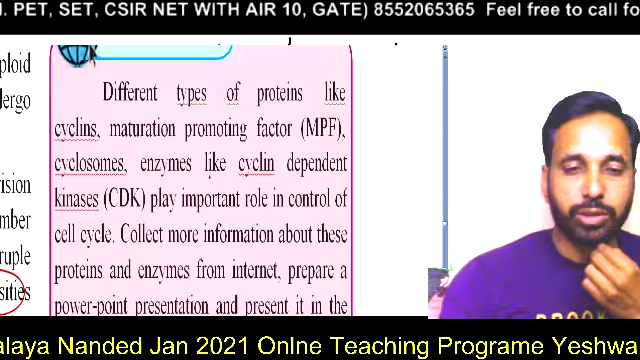 . PET, SET, CSIR NET WITH AIR 10, GATE) 8552065365 Feel free to call fo
ploid
dergo
vision
mber
ruple
sities
Different types of proteins like
cyclins, maturation promoting factor (MPF),
cyclosomes, enzymes like cyclin dependent
kinases (CDK) play important role in control of
cell cycle. Collect more information about these
proteins and enzymes from internet, prepare a
power-point presentation and present it in the
alaya Nanded Jan 2021 Onlne Teaching Programe Yeshwa